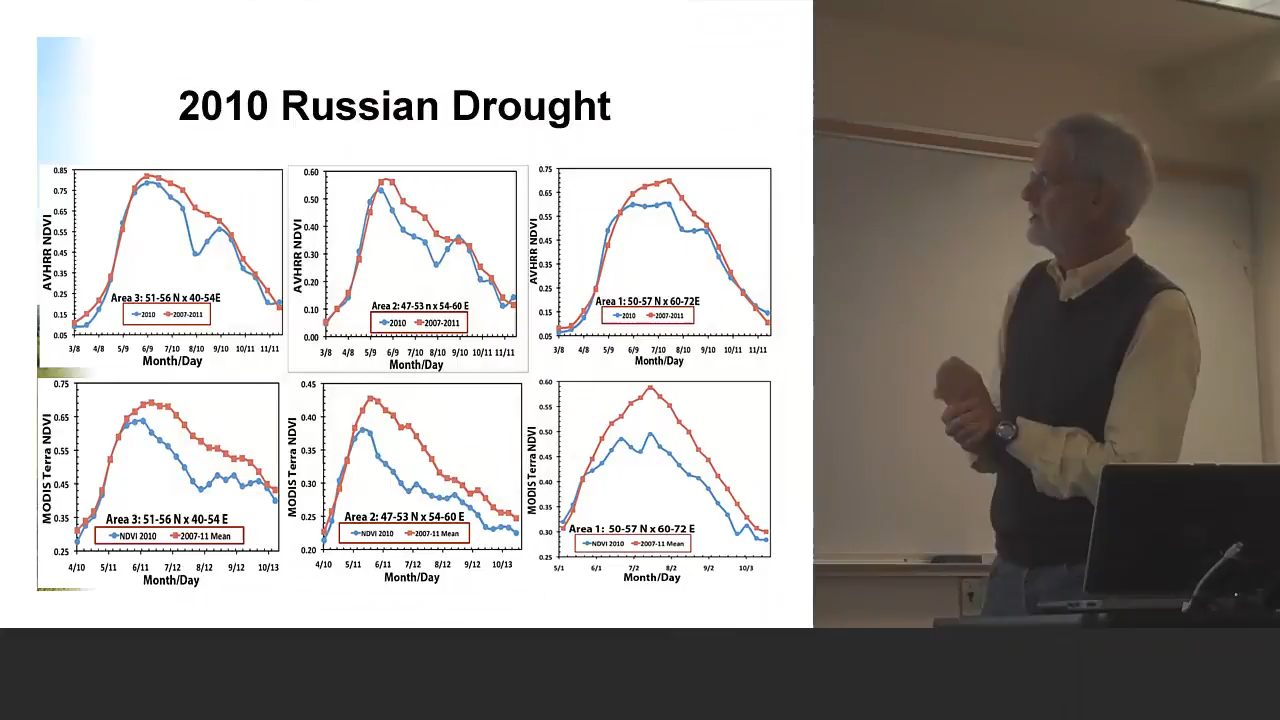 2010 Russian Drought
0.85
0.75
0.65
0.55
0.45
0.35
0.25
0.15
0.05
AVHRR NDVI
Area 3: 51-56 N x 40-54E
2010 2007-2011
3/8 4/8 5/9 6/9 7/10 8/10 9/10 10/11 11/11
Month/Day
0.60
0.50
0.40
0.30
0.20
0.10
0.00
AVHRR NDVI
Area 2: 47-53 n x 54-60 E
2010 2007-2011
3/8 4/8 5/9 6/9 7/10 8/10 9/10 10/11 11/11
Month/Day
0.75
0.65
0.55
0.45
0.35
0.25
0.15
0.05
AVHRR NDVI
Area 1: 50-57 N x 60-72E
2010 2007-2011
3/8 4/8 5/9 6/9 7/10 8/10 9/10 10/11 11/11
Month/Day
0.75
0.65
0.55
0.45
0.35
0.25
MODIS Terra NDVI
Area 3: 51-56 N x 40-54 E
NDVI 2010 2007-11 Mean
4/10 5/11 6/11 7/12 8/12 9/12 10/13
Month/Day
0.45
0.40
0.35
0.30
0.25
0.20
MODIS Terra NDVI
Area 2: 47-53 N x 54-60 E
NDVI 2010 2007-11 Mean
4/10 5/11 6/11 7/12 8/12 9/12 10/13
Month/Day
0.60
0.55
0.50
0.45
0.40
0.35
0.30
0.25
MODIS Terra NDVI
Area 1: 50-57 N x 60-72 E
NDVI 2010 2007-11 Mean
5/1 6/1 7/2 8/2 9/2 10/3
Month/Day